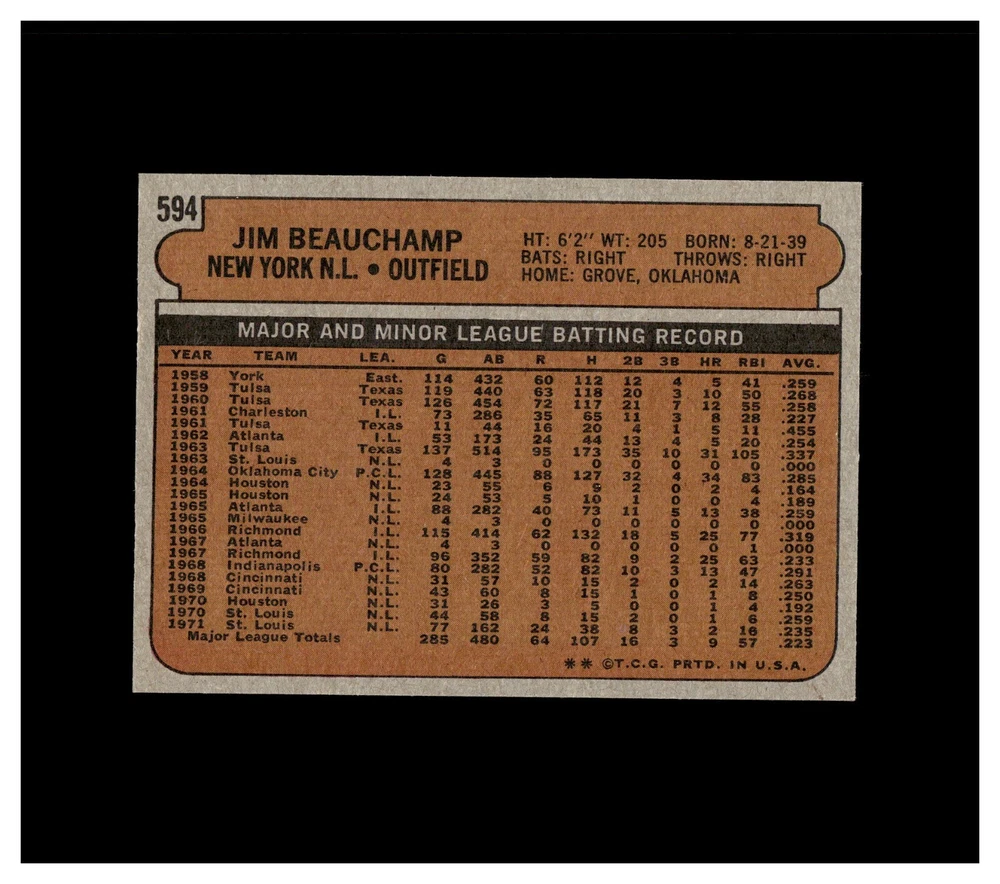 594
JIM BEAUCHAMP
NEW YORK N.L. • OUTFIELD
HT: 6'2" WT: 205 BORN: 8-21-39
BATS: RIGHT THROWS: RIGHT
HOME: GROVE, OKLAHOMA
MAJOR AND MINOR LEAGUE BATTING RECORD
YEAR TEAM LEA. G AB R H 2B 3B HR RBI AVG.
1958 York East. 114 432 60 112 12 4 5 41 .259
1959 Tulsa Texas 119 440 63 118 20 3 10 50 .268
1960 Tulsa Texas 126 454 72 117 21 7 12 55 .258
1961 Charleston I.L. 73 286 35 65 11 3 8 28 .227
1961 Tulsa Texas 11 44 16 20 4 1 5 11 .455
1962 Atlanta I.L. 53 173 24 44 13 4 5 20 .254
1963 Tulsa Texas 137 514 95 173 35 10 31 105 .337
1963 St. Louis N.L. 4 3 0 0 0 0 0 0 .000
1964 Oklahoma City P.C.L. 128 445 88 127 32 4 34 83 .285
1964 Houston N.L. 23 55 6 9 2 0 2 4 .164
1965 Houston N.L. 24 53 5 10 1 0 0 4 .189
1965 Atlanta I.L. 88 282 40 73 11 5 13 38 .259
1965 Milwaukee N.L. 4 3 0 0 0 0 0 0 .000
1966 Richmond I.L. 115 414 62 132 18 5 25 77 .319
1967 Atlanta N.L. 4 3 0 0 0 0 0 1 .000
1967 Richmond I.L. 96 352 59 82 9 2 25 63 .233
1968 Indianapolis P.C.L. 80 282 52 82 10 3 13 47 .291
1968 Cincinnati N.L. 31 57 10 15 2 0 2 14 .263
1969 Cincinnati N.L. 43 60 8 15 1 0 1 8 .250
1970 Houston N.L. 31 26 3 5 0 0 1 4 .192
1970 St. Louis N.L. 44 58 8 15 2 0 1 6 .259
1971 St. Louis N.L. 77 162 24 38 8 3 2 16 .235
Major League Totals 285 480 64 107 16 3 9 57 .223
** ©T.C.G. PRTD. IN U.S.A.